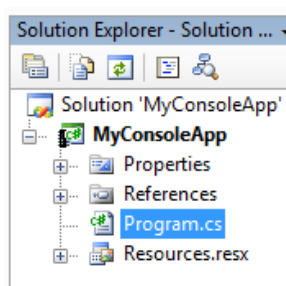 Solution Explorer - Solution ...
Solution 'MyConsoleApp'
MyConsoleApp
Properties
References
Program.cs
Resources.resx